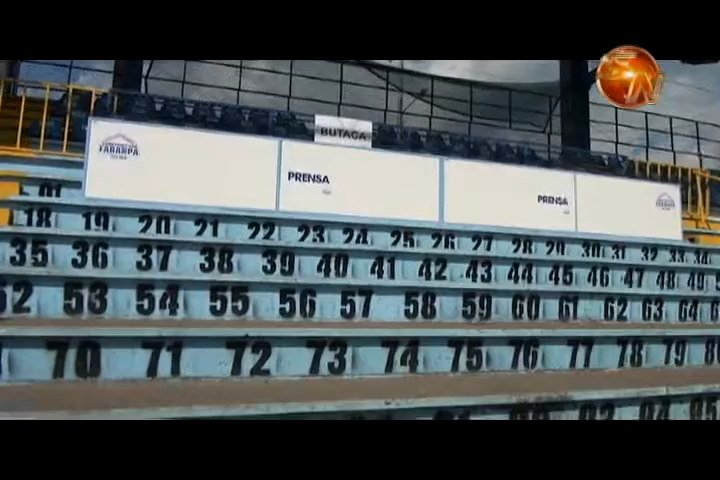 BUTACA
FARAHPA
PRENSA
PRENSA
01
18 19 20 21 22 23 24 25 26 27 28 29 30 31 32 33 34
35 36 37 38 39 40 41 42 43 44 45 46 47 48 49
52 53 54 55 56 57 58 59 60 61 62 63 64
70 71 72 73 74 75 76 77 78 79 80